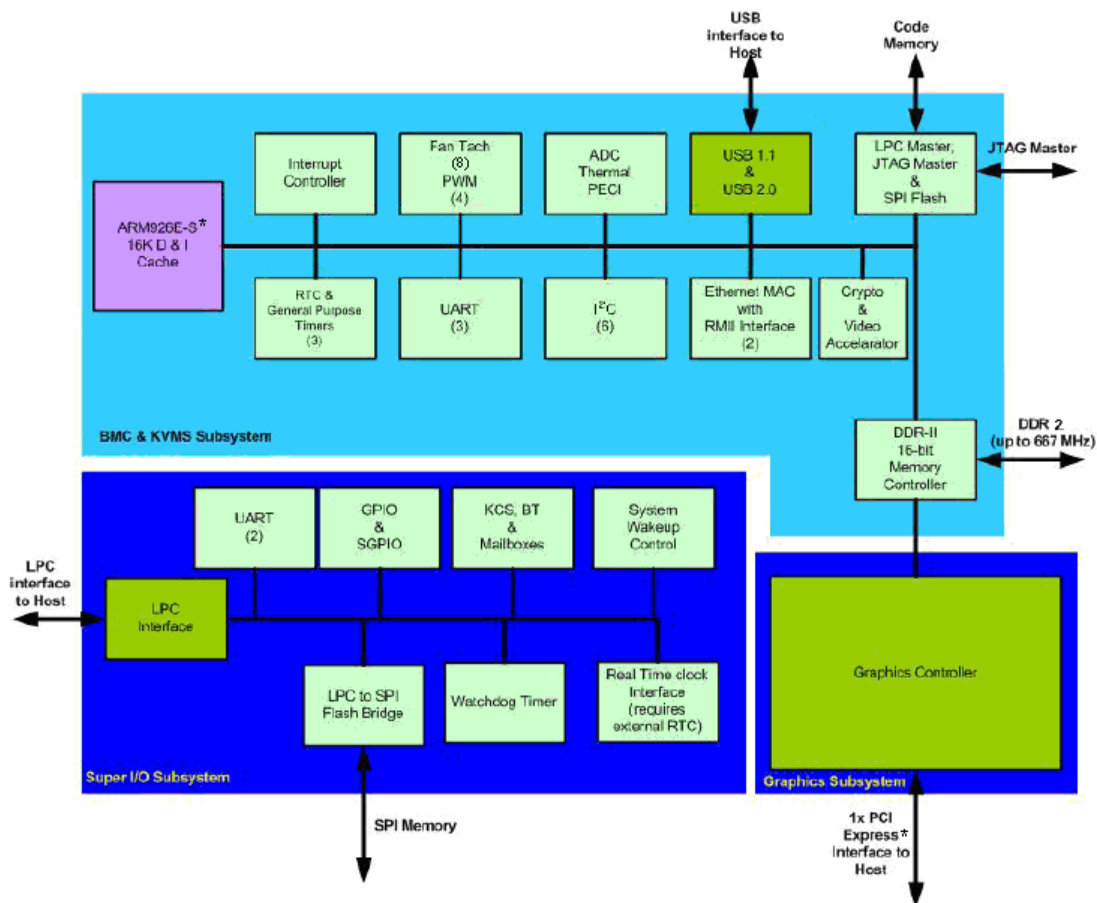 USB
interface to
Host
Code
Memory
Interrupt
Controller
Fan Tach
(8)
PWM
(4)
ADC
Thermal
PECI
USB 1.1
&
USB 2.0
LPC Master,
JTAG Master
&
SPI Flash
JTAG Master
ARM926E-S*
16K D & I
Cache
RTC &
General Purpose
Timers
(3)
UART
(3)
I²C
(6)
Ethernet MAC
with
RMII Interface
(2)
Crypto
&
Video
Accelarator
BMC & KVMS Subsystem
DDR-II
16-bit
Memory
Controller
DDR 2
(up to 667 MHz)
UART
(2)
GPIO
&
SGPIO
KCS, BT
&
Mailboxes
System
Wakeup
Control
LPC
interface
to Host
LPC
Interface
LPC to SPI
Flash Bridge
Watchdog Timer
Real Time clock
Interface
(requires
external RTC)
Super I/O Subsystem
SPI Memory
Graphics Controller
Graphics Subsystem
1x PCI
Express*
Interface to
Host